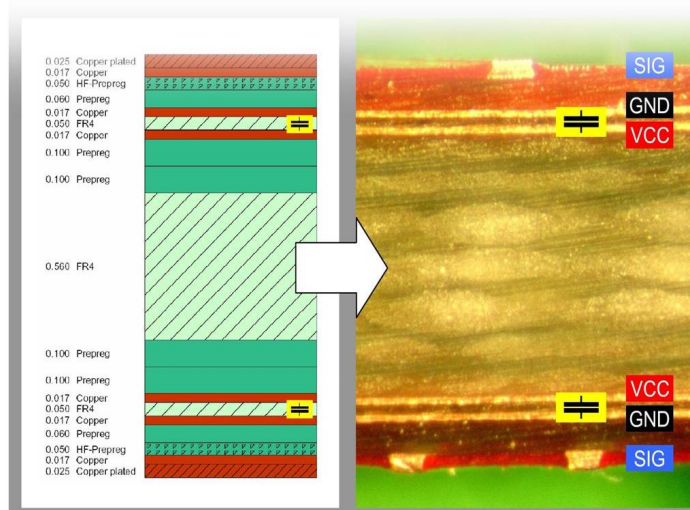 0.025 Copper plated
0.017 Copper
0.050 HF-Propreg
0.060 Prepreg
0.017 Copper
0.050 FR4
0.017 Copper
0.100 Prepreg
0.100 Prepreg
0.560 FR4
0.100 Prepreg
0.100 Prepreg
0.017 Copper
0.050 FR4
0.017 Copper
0.060 Prepreg
0.050 HF-Prepreg
0.017 Copper
0.025 Copper plated
SIG
GND
VCC
VCC
GND
SIG